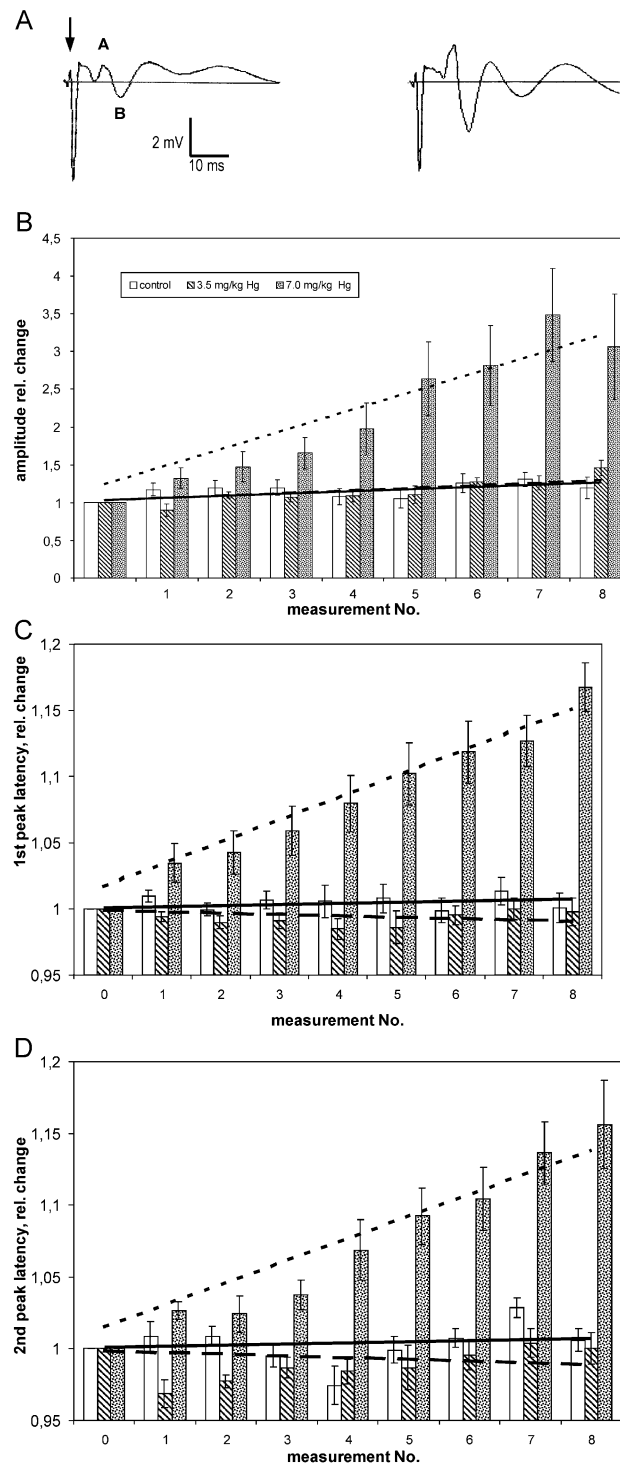 A
A
B
2 mV
10 ms
B
amplitude rel. change
4,5
4
3,5
3
2,5
2
1,5
1
0,5
0
control
3.5 mg/kg Hg
7.0 mg/kg Hg
1 2 3 4 5 6 7 8
measurement No.
C
1st peak latency, rel. change
1,2
1,15
1,1
1,05
1
0,95
0 1 2 3 4 5 6 7 8
measurement No.
D
2nd peak latency, rel. change
1,2
1,15
1,1
1,05
1
0,95
0 1 2 3 4 5 6 7 8
measurement No.